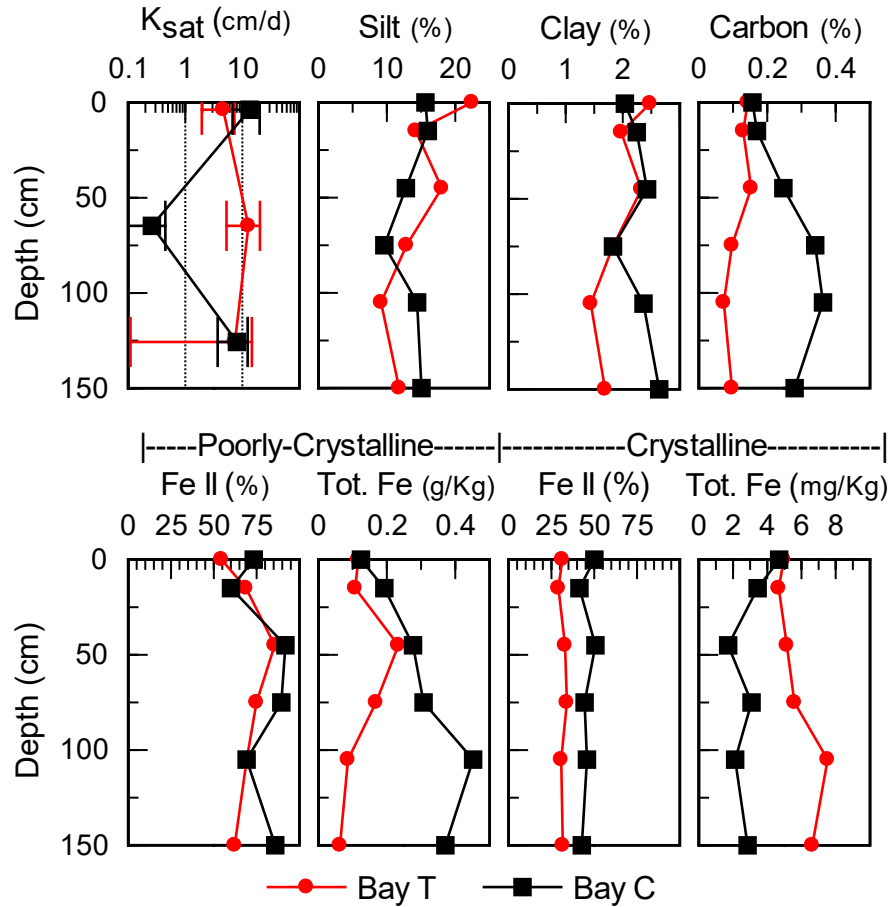 K_sat (cm/d) Silt (%) Clay (%) Carbon (%)
0.1 1 10 0 10 20 0 1 2 0 0.2 0.4
0
50
100
150
Depth (cm)
|-----Poorly-Crystalline------|-------Crystalline---------|
Fe II (%) Tot. Fe (g/Kg) Fe II (%) Tot. Fe (mg/Kg)
0 25 50 75 0 0.2 0.4 0 25 50 75 0 2 4 6 8
0
50
100
150
Depth (cm)
Bay T Bay C